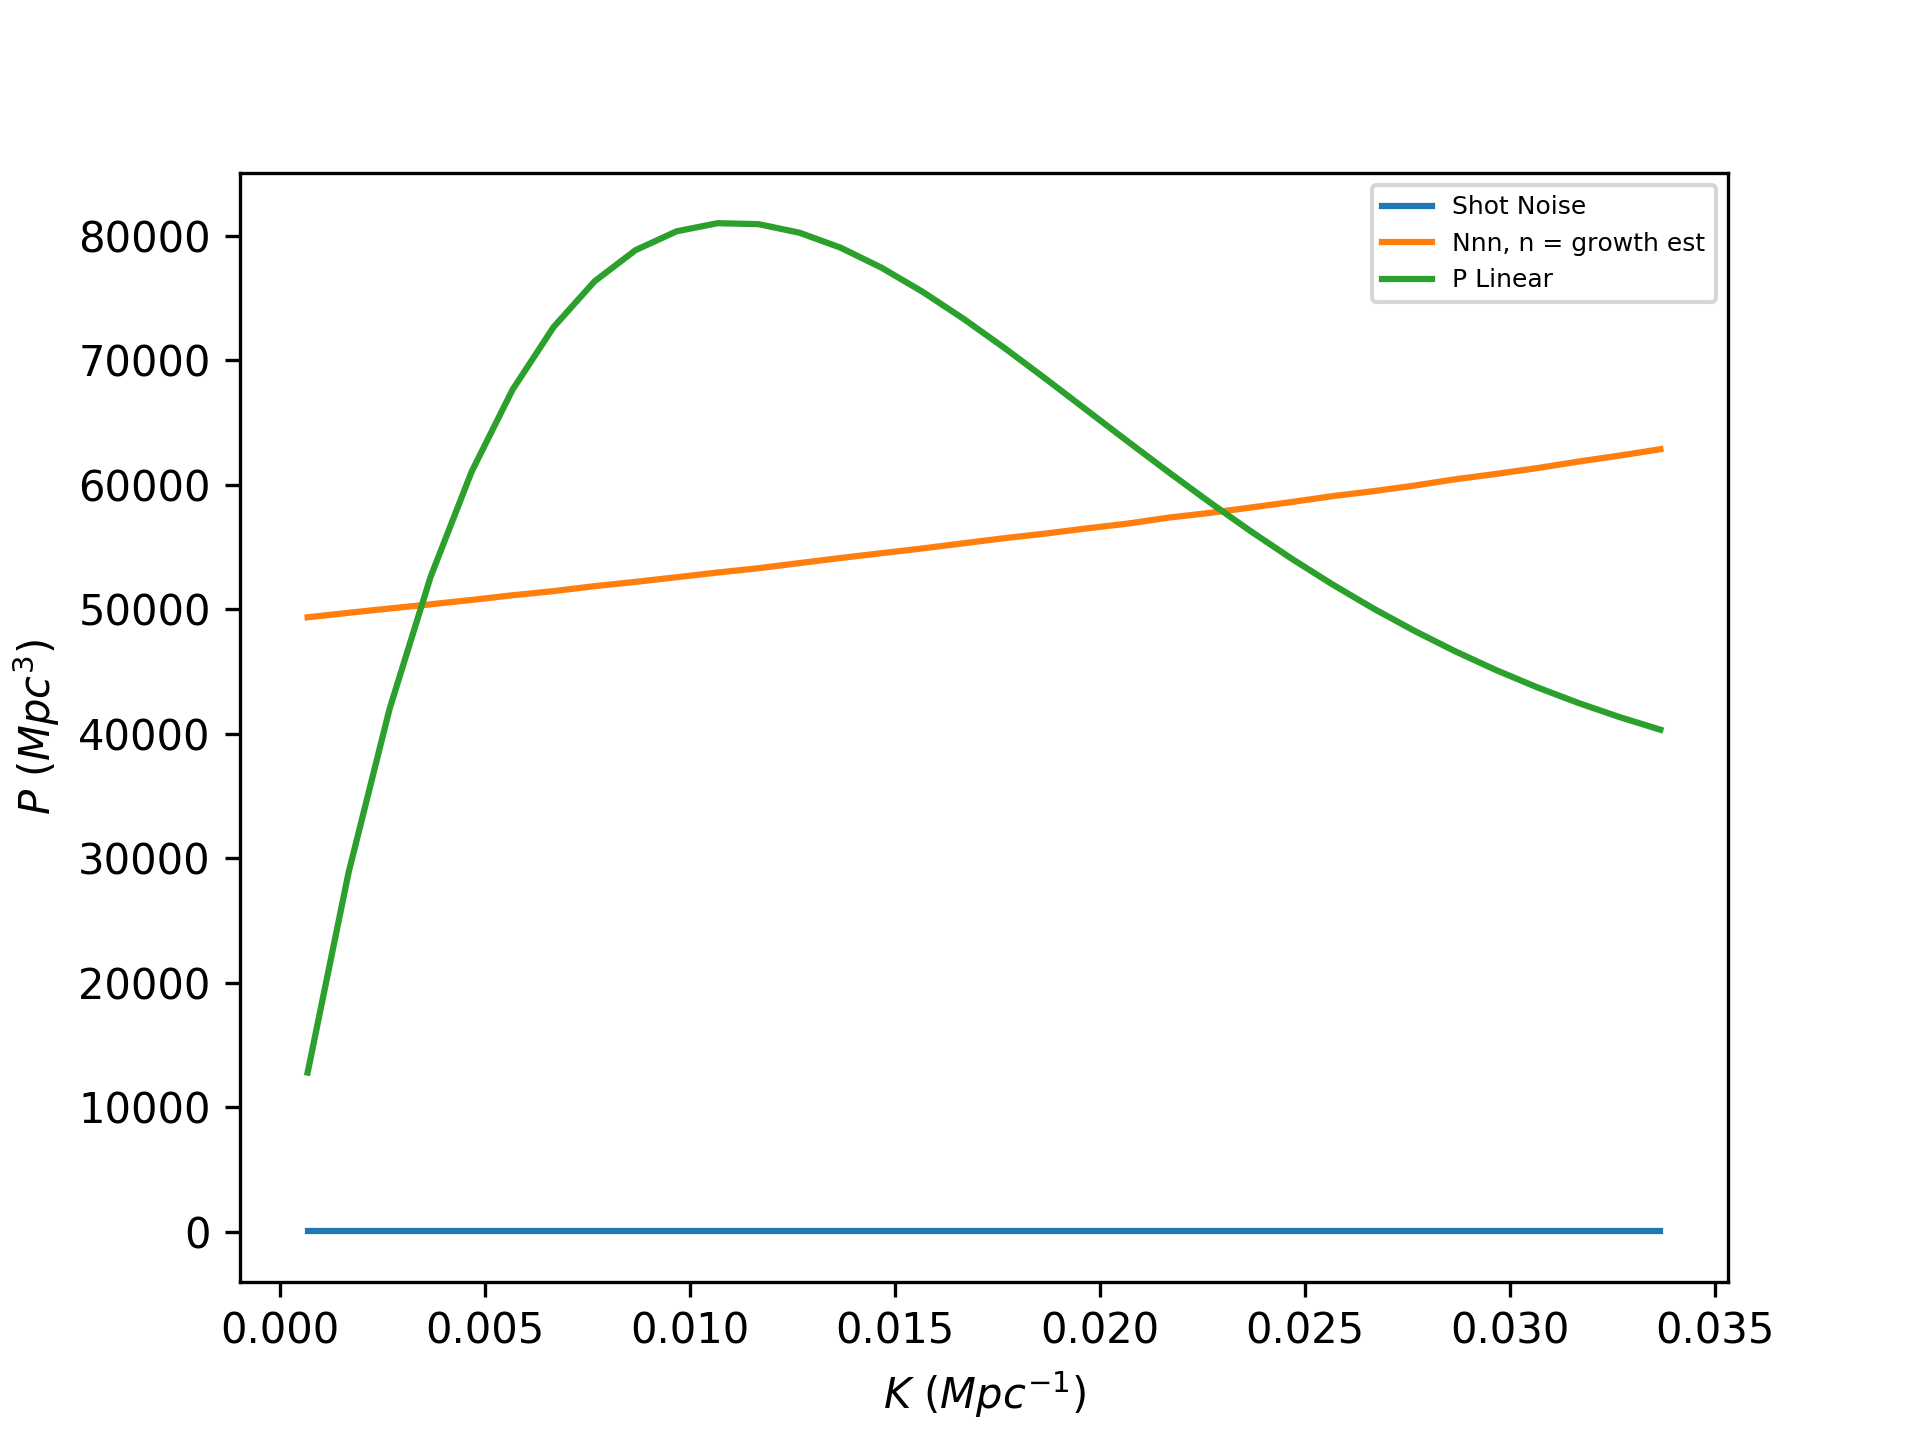 Shot Noise
Nnn, n = growth est
P Linear
80000
70000
60000
50000
40000
30000
20000
10000
0
P (Mpc³)
0.000 0.005 0.010 0.015 0.020 0.025 0.030 0.035
K (Mpc⁻¹)